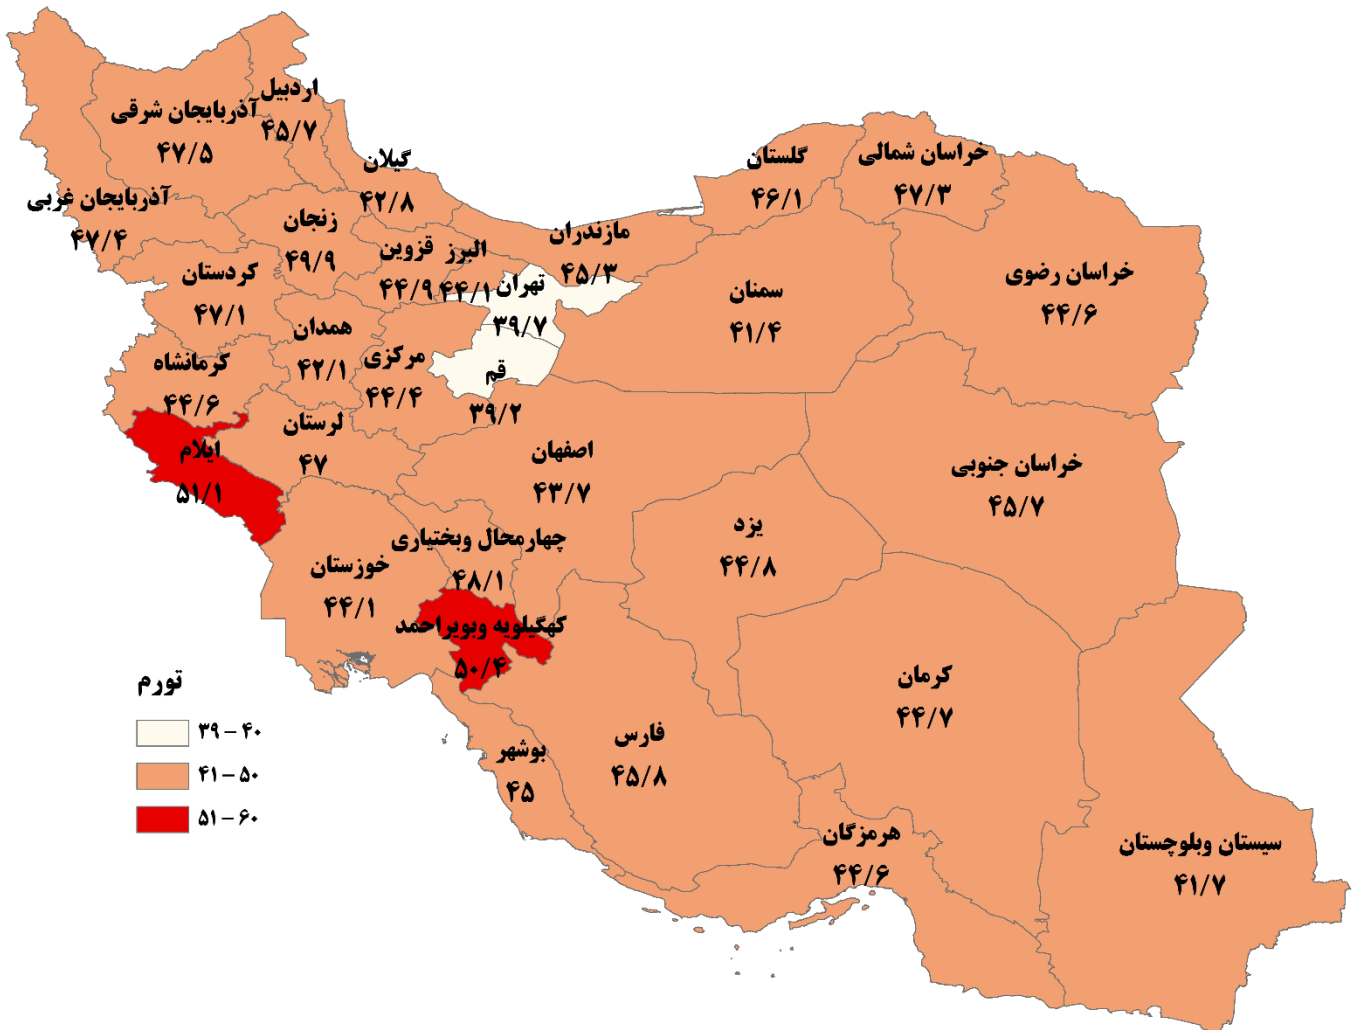 اردبیل
۴۵/۷
آذربایجان شرقی
۴۷/۵
گیلان
۴۲/۸
گلستان
۴۶/۱
خراسان شمالی
۴۷/۳
آذربایجان غربی
۴۷/۴
زنجان
۴۹/۹
قزوین
۴۴/۹
البرز
۴۴/۱
مازندران
۴۵/۳
تهران
۳۹/۷
کردستان
۴۷/۱
خراسان رضوی
۴۴/۶
سمنان
۴۱/۴
همدان
۴۲/۱
مرکزی
۴۴/۴
قم
۳۹/۲
کرمانشاه
۴۴/۶
لرستان
۴۷
ایلام
۵۱/۱
اصفهان
۴۳/۷
خراسان جنوبی
۴۵/۷
یزد
۴۴/۸
چهارمحال وبختیاری
۴۸/۱
خوزستان
۴۴/۱
کهگیلویه وبویراحمد
۵۰/۴
کرمان
۴۴/۷
فارس
۴۵/۸
بوشهر
۴۵
هرمزگان
۴۴/۶
سیستان وبلوچستان
۴۱/۷
تورم
۳۹ – ۴۰
۴۱ – ۵۰
۵۱ – ۶۰